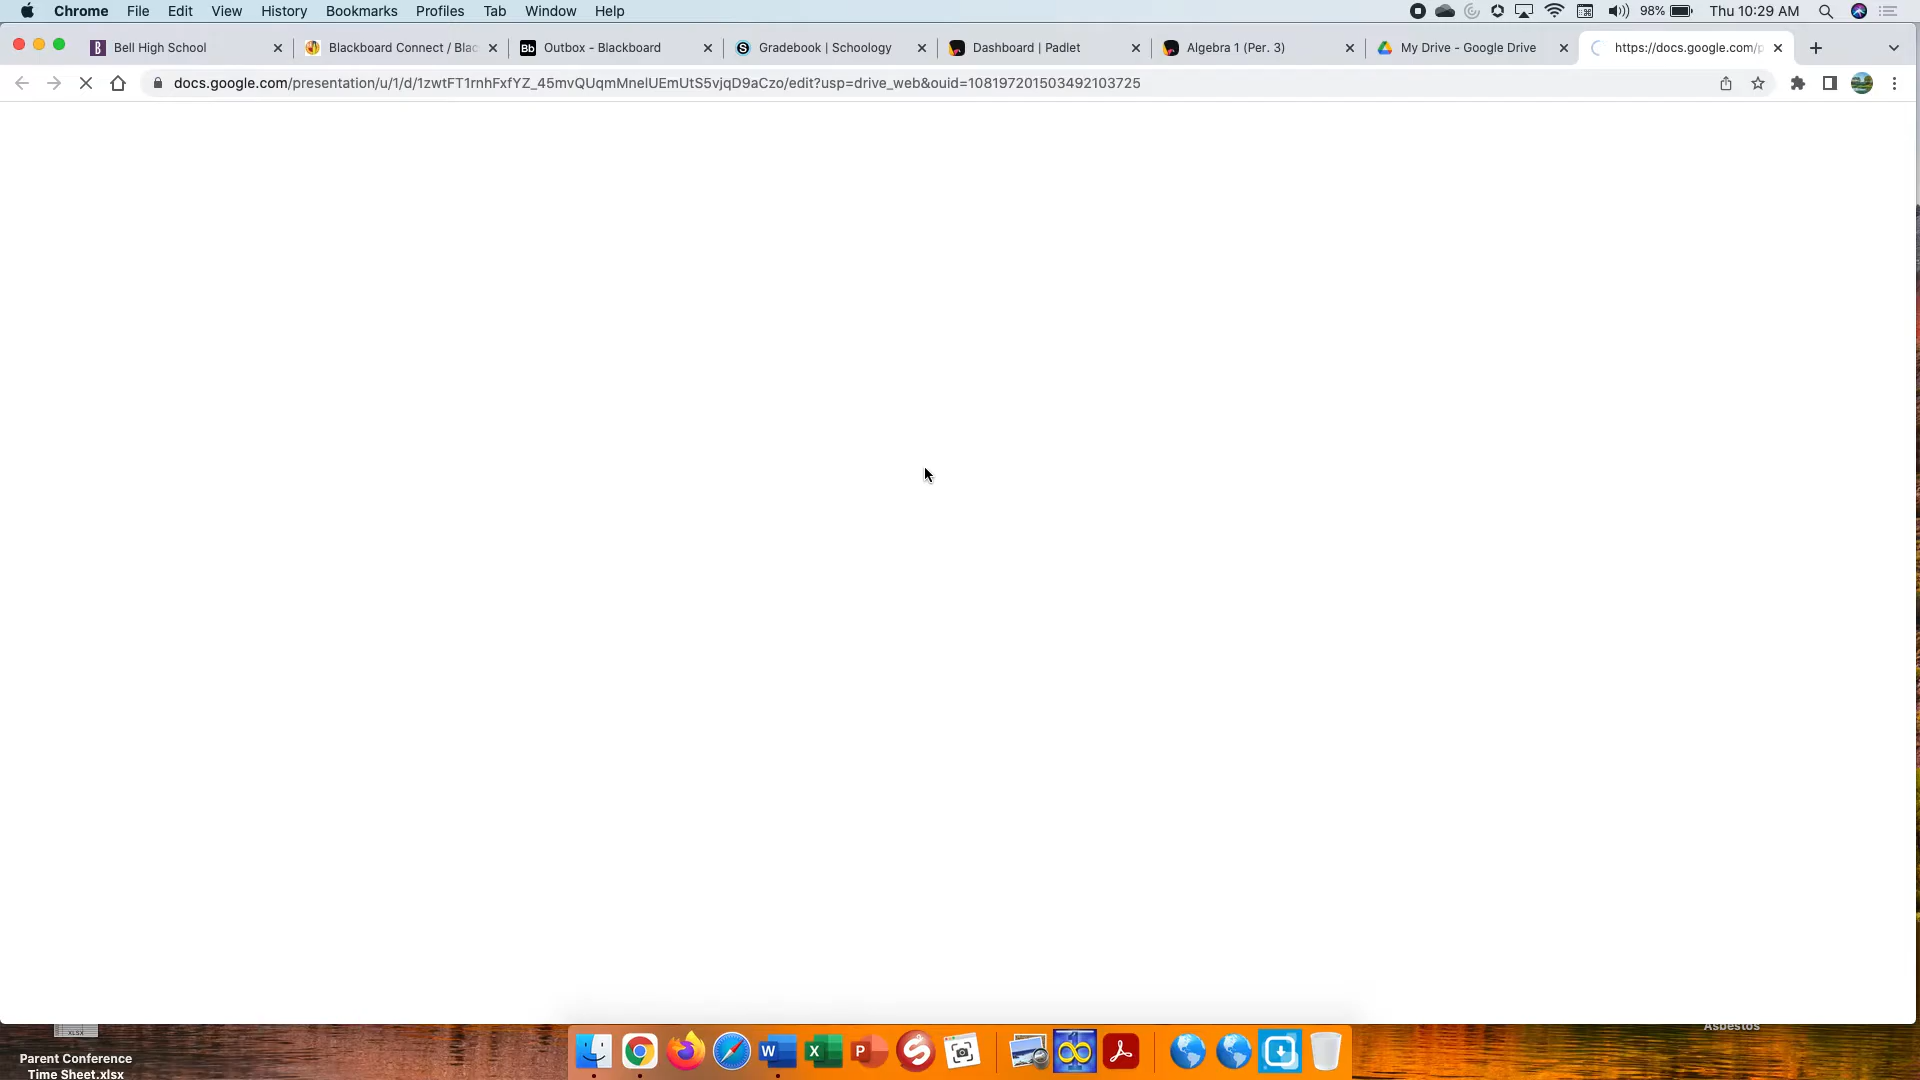 Chrome File Edit View History Bookmarks Profiles Tab Window Help 98% Thu 10:29 AM
Bell High School Blackboard Connect / Blac Outbox - Blackboard Gradebook | Schoology Dashboard | Padlet Algebra 1 (Per. 3) My Drive - Google Drive https://docs.google.com/p
docs.google.com/presentation/u/1/d/1zwtFT1rnhFxfYZ_45mvQUqmMnelUEmUtS5vjqD9aCzo/edit?usp=drive_web&ouid=108197201503492103725
XLSX
Asbestos
Parent Conference
Time Sheet.xlsx